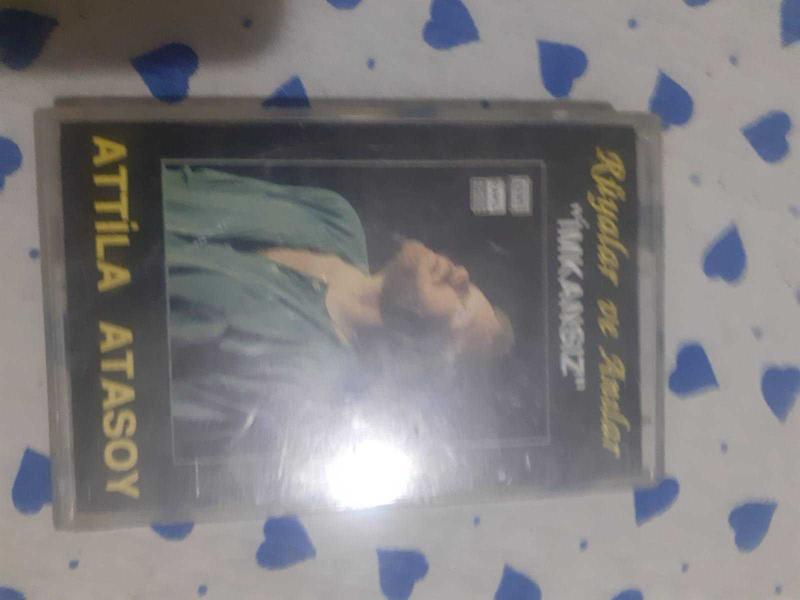 Rüyalar ve Anılar
"İMKANSIZ"
ATTİLA ATASOY